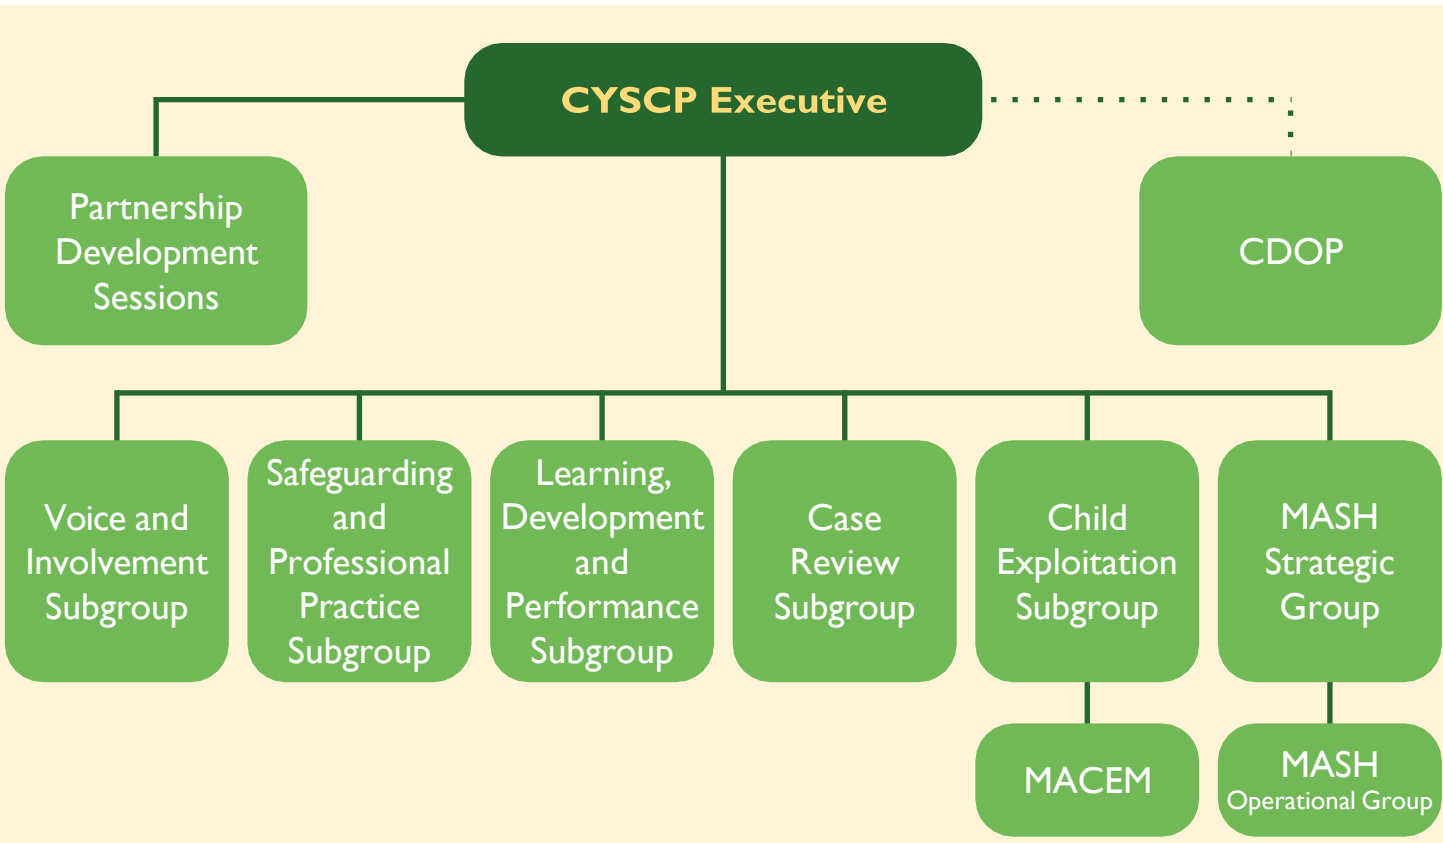 CYSCP Executive
Partnership
Development
Sessions
CDOP
Voice and
Involvement
Subgroup
Safeguarding
and
Professional
Practice
Subgroup
Learning,
Development
and
Performance
Subgroup
Case
Review
Subgroup
Child
Exploitation
Subgroup
MASH
Strategic
Group
MACEM
MASH
Operational Group